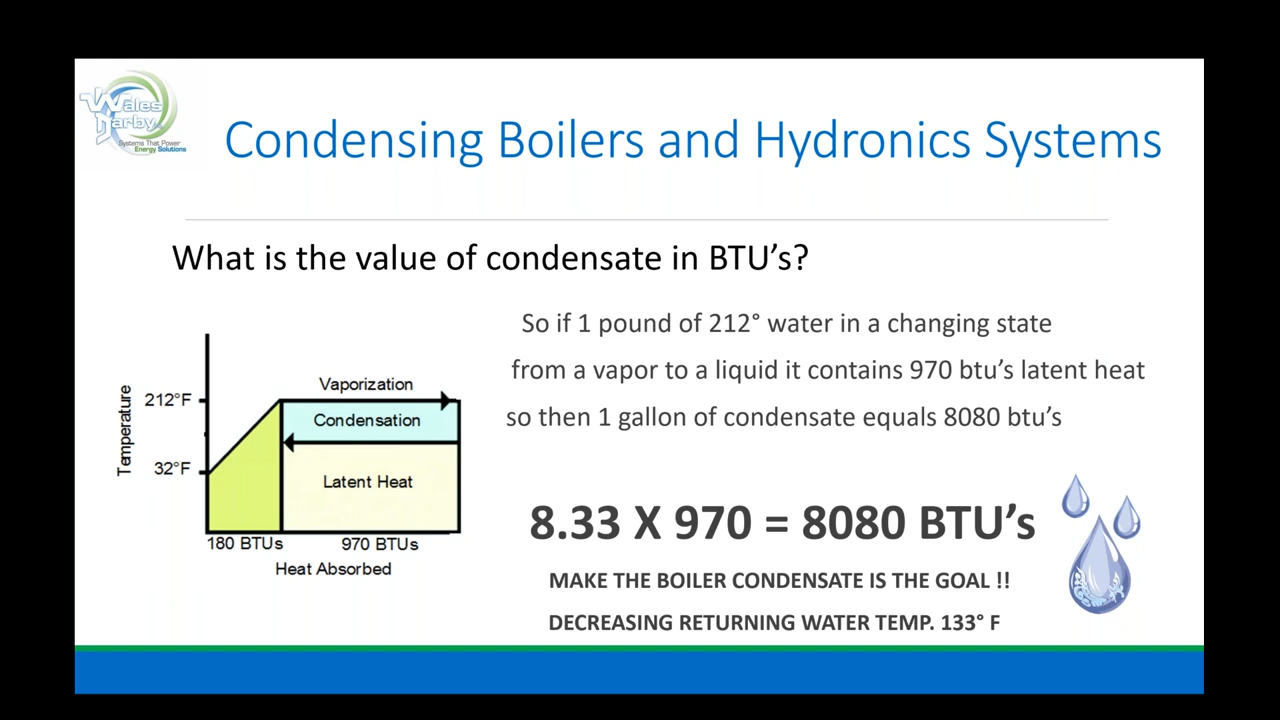 Wales Darby
Systems That Power
Energy Solutions
Condensing Boilers and Hydronics Systems
What is the value of condensate in BTU's?
So if 1 pound of 212° water in a changing state
from a vapor to a liquid it contains 970 btu's latent heat
so then 1 gallon of condensate equals 8080 btu's
Temperature
212°F
32°F
Vaporization
Condensation
Latent Heat
180 BTUs
970 BTUs
Heat Absorbed
8.33 X 970 = 8080 BTU's
MAKE THE BOILER CONDENSATE IS THE GOAL !!
DECREASING RETURNING WATER TEMP. 133° F